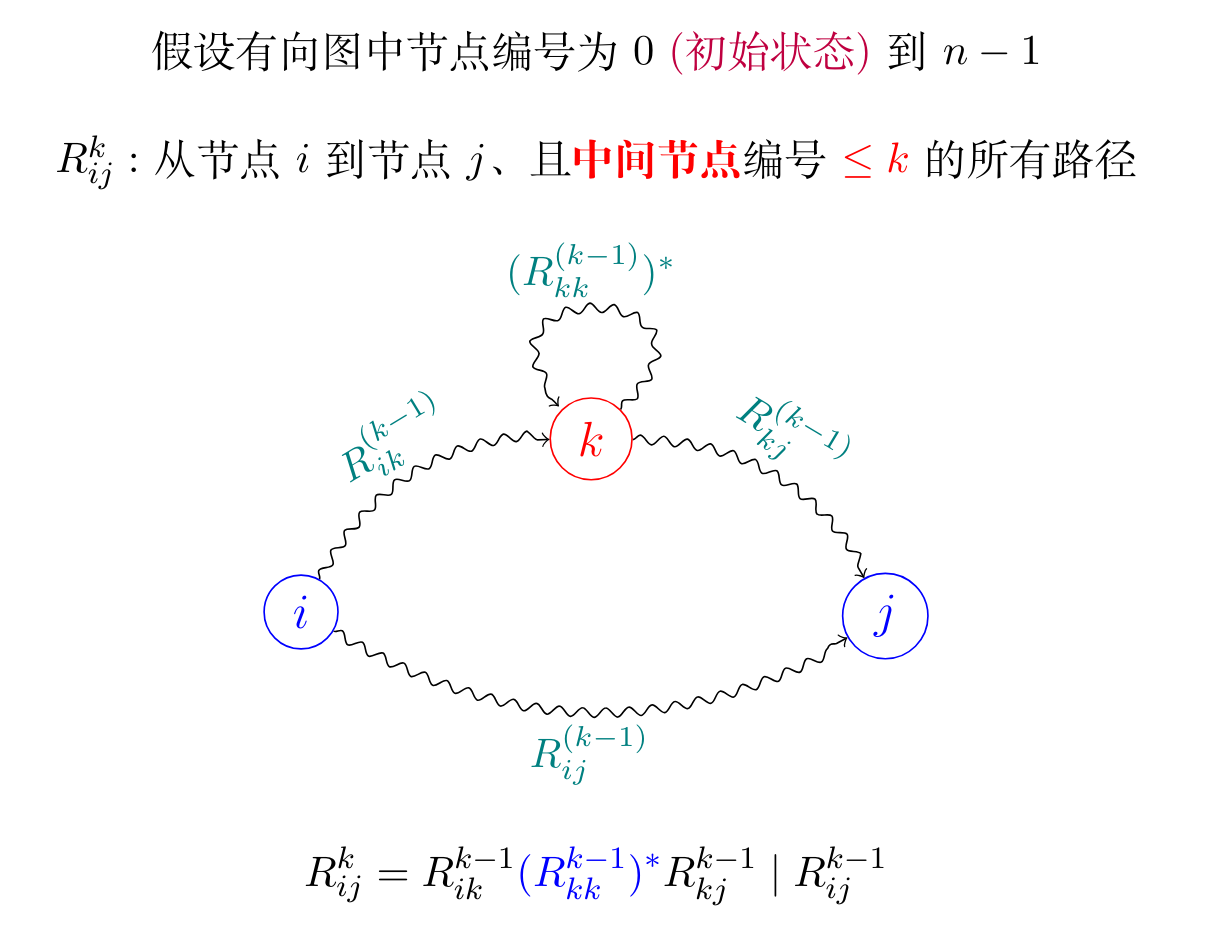 假设有向图中节点编号为 0 (初始状态) 到 n − 1
R_{ij}^{k} : 从节点 i 到节点 j、且中间节点编号 ≤ k 的所有路径
(R_{kk}^{(k−1)})^{*}
R_{ik}^{(k−1)}
R_{kj}^{(k−1)}
k
i
j
R_{ij}^{(k−1)}
R_{ij}^{k} = R_{ik}^{k−1}(R_{kk}^{k−1})^{*}R_{kj}^{k−1} | R_{ij}^{k−1}